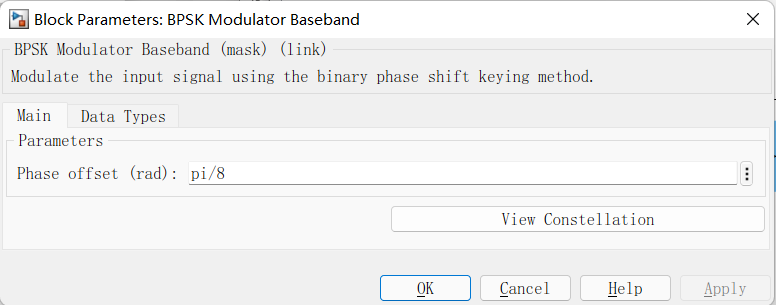 Block Parameters: BPSK Modulator Baseband
BPSK Modulator Baseband (mask) (link)
Modulate the input signal using the binary phase shift keying method.
Main Data Types
Parameters
Phase offset (rad): pi/8
View Constellation
OK Cancel Help Apply